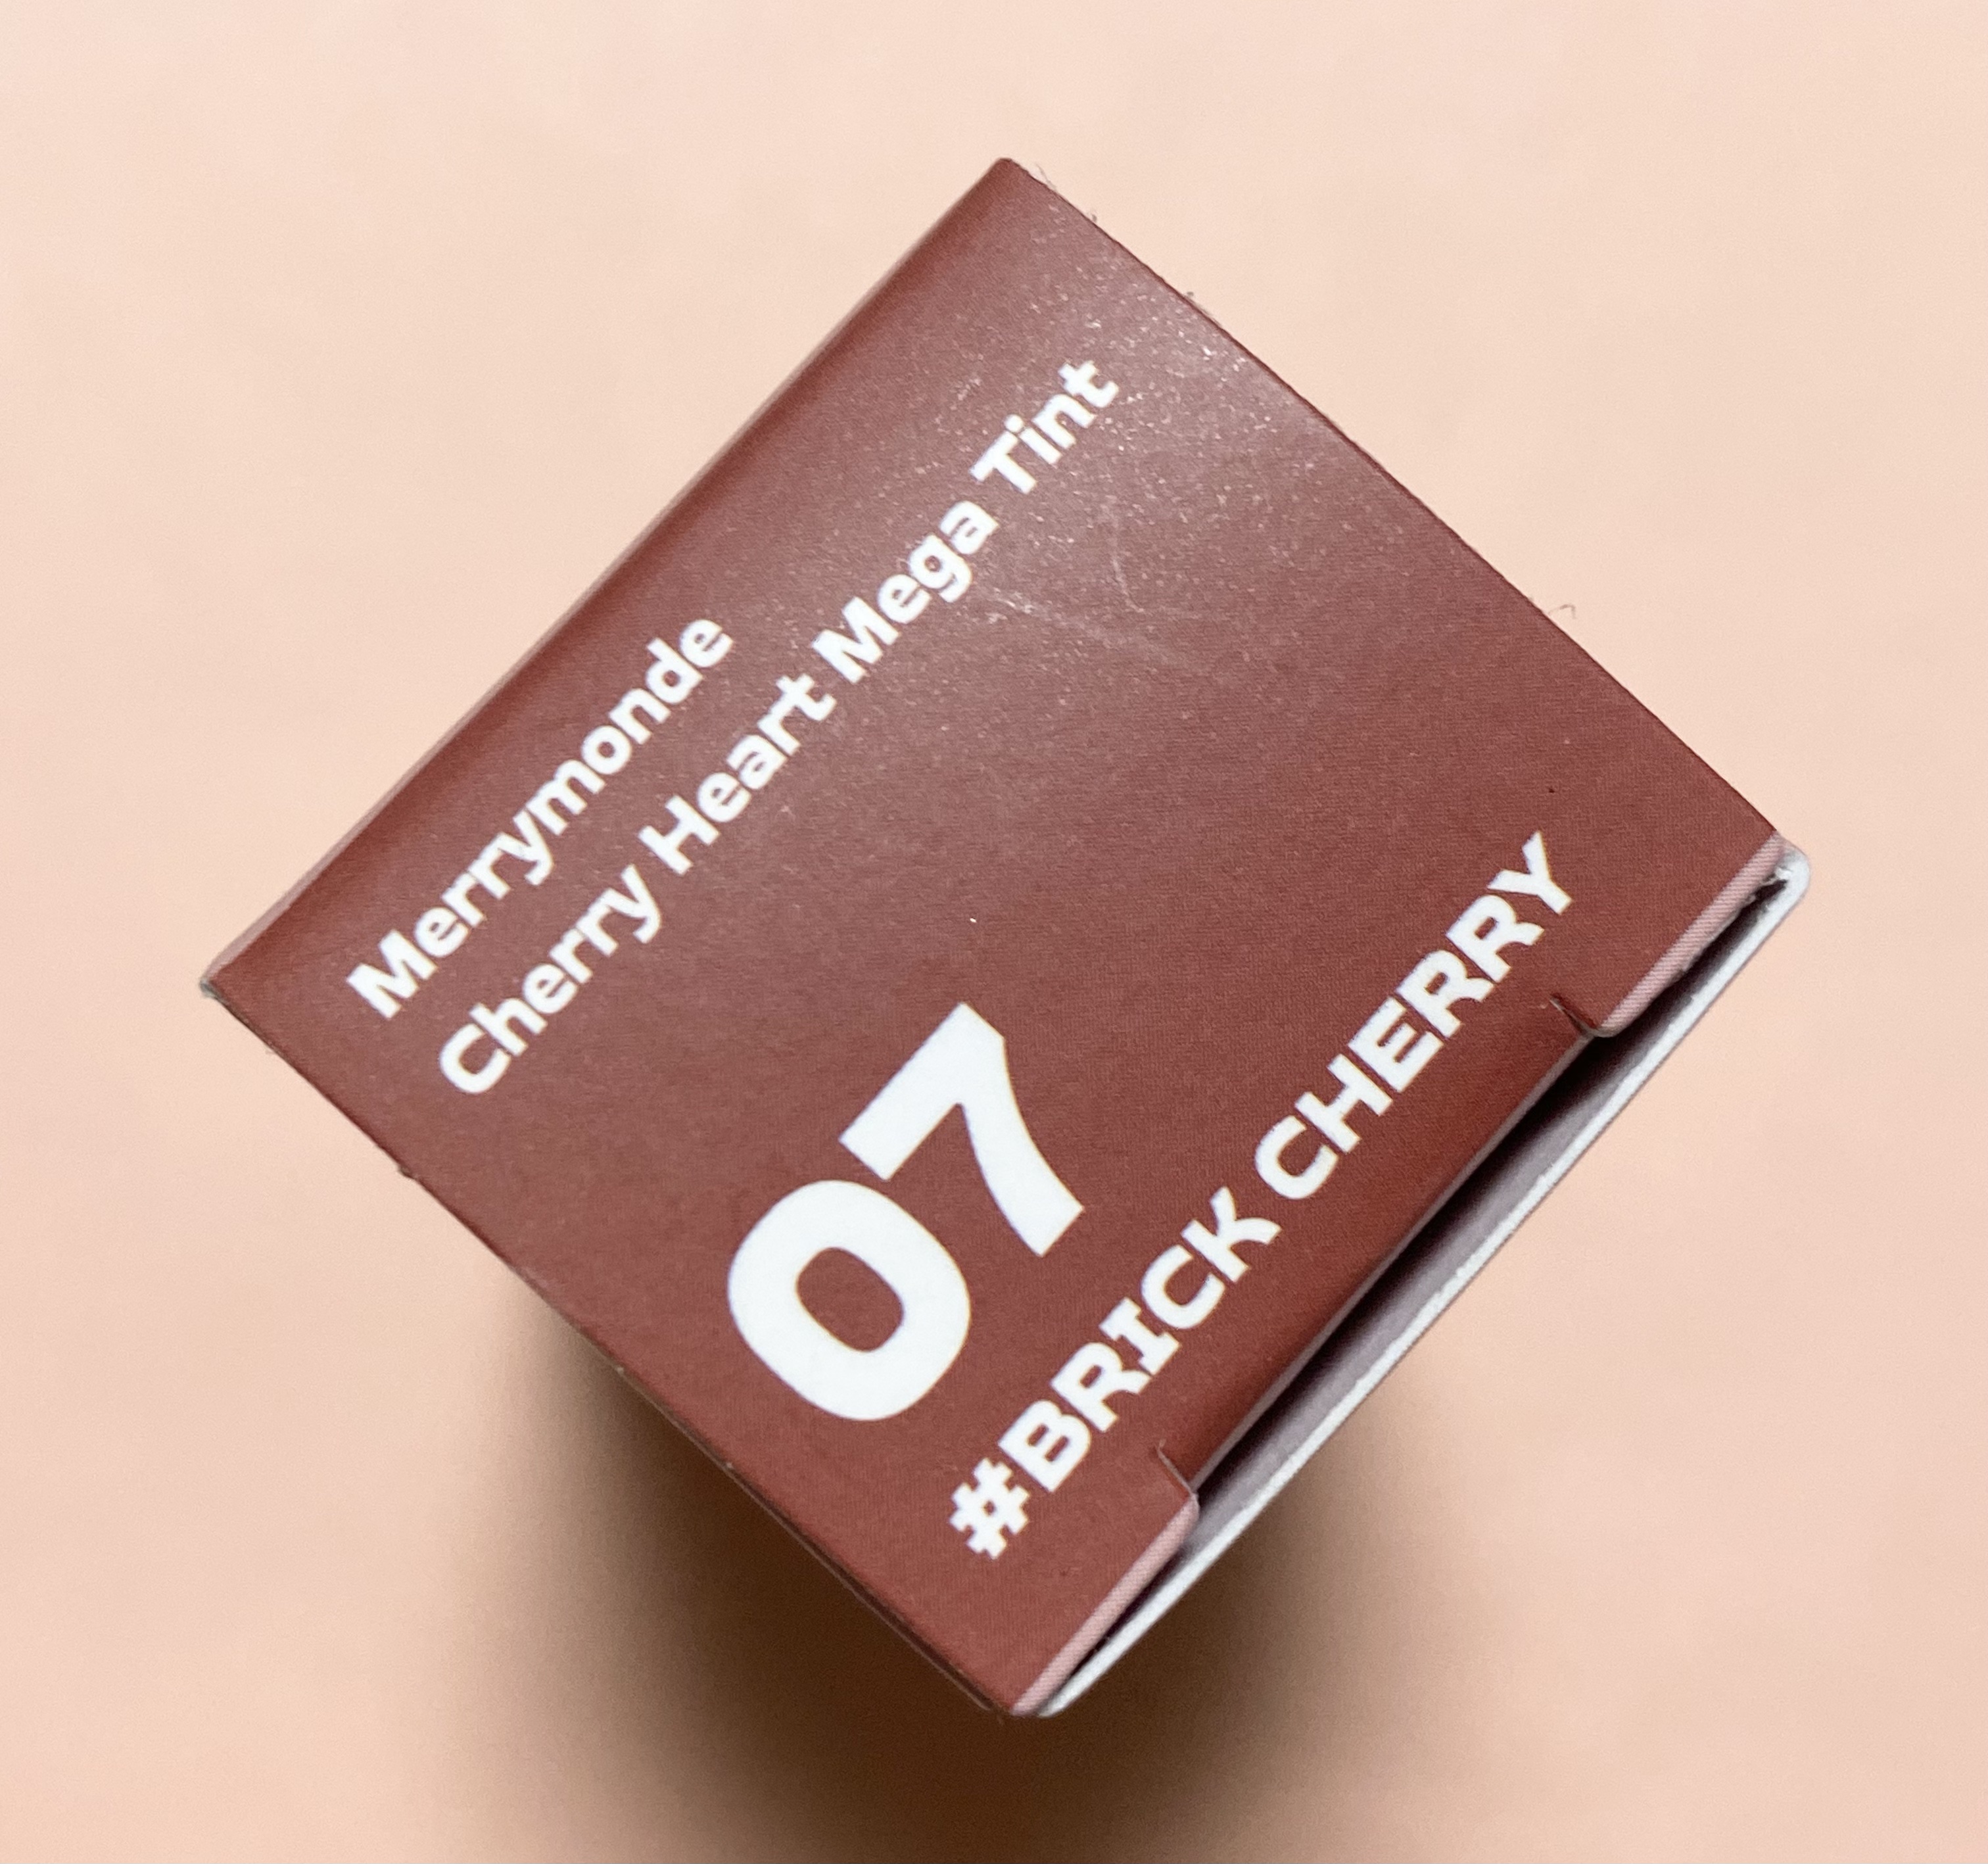 Merrymonde
Cherry Heart Mega Tint
07
#BRICK CHERRY